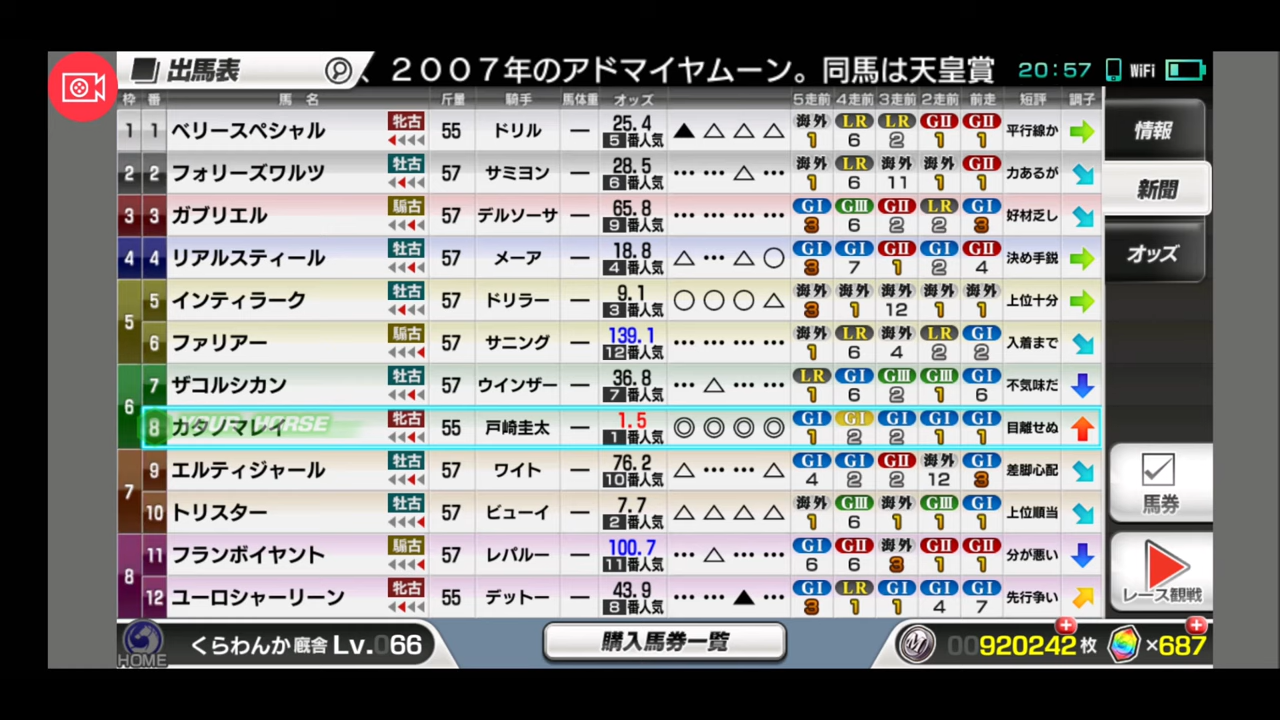 出馬表
、2007年のアドマイヤムーン。同馬は天皇賞
20:57 WiFi
枠 番 馬 名 斤量 騎手 馬体重 オッズ 5走前 4走前 3走前 2走前 前走 短評 調子
1 1 ベリースペシャル 牝古 55 ドリル — 25.4 5番人気 ▲ △ △ △ 海外 1 LR 6 LR 2 GII 1 GII 1 平行線か
2 2 フォリーズワルツ 牡古 57 サミヨン — 28.5 6番人気 … … △ … 海外 1 LR 6 海外 11 海外 1 GII 1 力あるが
3 3 ガブリエル 騸古 57 デルソーサ — 65.8 9番人気 … … … … GI 3 GIII 6 GII 2 LR 2 GI 3 好材乏し
4 4 リアルスティール 牡古 57 メーア — 18.8 4番人気 △ … △ ○ GI 3 GI 7 GII 1 GI 2 GII 4 決め手鋭
5 5 インティラーク 牡古 57 ドリラー — 9.1 3番人気 ○ ○ ○ △ 海外 3 海外 1 海外 12 海外 1 海外 1 上位十分
6 ファリアー 騸古 57 サニング — 139.1 12番人気 … … … … 海外 1 LR 6 海外 4 LR 2 GI 2 入着まで
6 7 ザコルシカン 牡古 57 ウインザー — 36.8 7番人気 … △ … … LR 1 GI 6 GIII 2 GIII 1 GI 6 不気味だ
8 カタノマレイ YOUR HORSE 牝古 55 戸崎圭太 — 1.5 1番人気 ◎ ◎ ◎ ◎ GI 1 GI 2 GI 2 GI 1 GI 1 目離せぬ
7 9 エルティジャール 牡古 57 ワイト — 76.2 10番人気 △ … … △ GI 4 GI 2 GII 2 海外 12 GI 3 差脚心配
10 トリスター 牡古 57 ビューイ — 7.7 2番人気 △ △ △ △ 海外 1 GIII 6 海外 1 GIII 1 GI 1 上位順当
8 11 フランボイヤント 騸古 57 レパルー — 100.7 11番人気 … △ … … GI 6 GII 6 海外 3 GII 1 GII 1 分が悪い
12 ユーロシャーリーン 牝古 55 デットー — 43.9 8番人気 … … ▲ … GI 3 LR 1 GI 1 GI 4 GI 7 先行争い
情報
新聞
オッズ
馬券
レース観戦
HOME くらわんか厩舎 Lv.066
購入馬券一覧
00920242枚 ×687